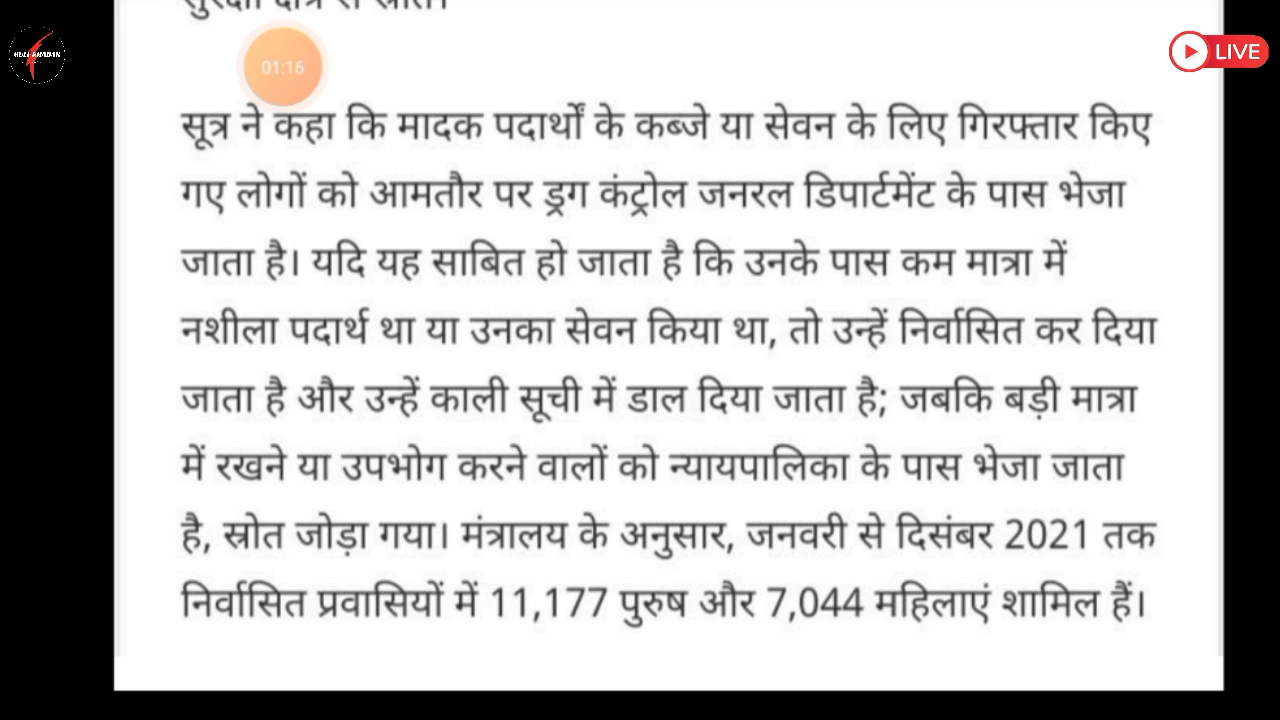 01:16
LIVE
सूत्र ने कहा कि मादक पदार्थों के कब्जे या सेवन के लिए गिरफ्तार किए
गए लोगों को आमतौर पर ड्रग कंट्रोल जनरल डिपार्टमेंट के पास भेजा
जाता है। यदि यह साबित हो जाता है कि उनके पास कम मात्रा में
नशीला पदार्थ था या उनका सेवन किया था, तो उन्हें निर्वासित कर दिया
जाता है और उन्हें काली सूची में डाल दिया जाता है; जबकि बड़ी मात्रा
में रखने या उपभोग करने वालों को न्यायपालिका के पास भेजा जाता
है, स्रोत जोड़ा गया। मंत्रालय के अनुसार, जनवरी से दिसंबर 2021 तक
निर्वासित प्रवासियों में 11,177 पुरुष और 7,044 महिलाएं शामिल हैं।